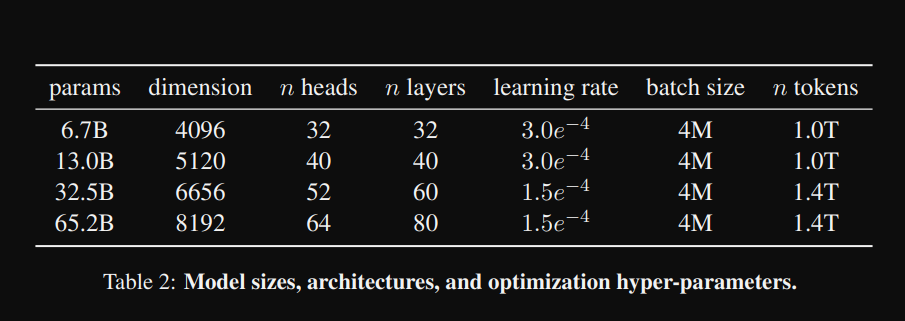 params dimension n heads n layers learning rate batch size n tokens
6.7B 4096 32 32 3.0e⁻⁴ 4M 1.0T
13.0B 5120 40 40 3.0e⁻⁴ 4M 1.0T
32.5B 6656 52 60 1.5e⁻⁴ 4M 1.4T
65.2B 8192 64 80 1.5e⁻⁴ 4M 1.4T
Table 2: Model sizes, architectures, and optimization hyper-parameters.